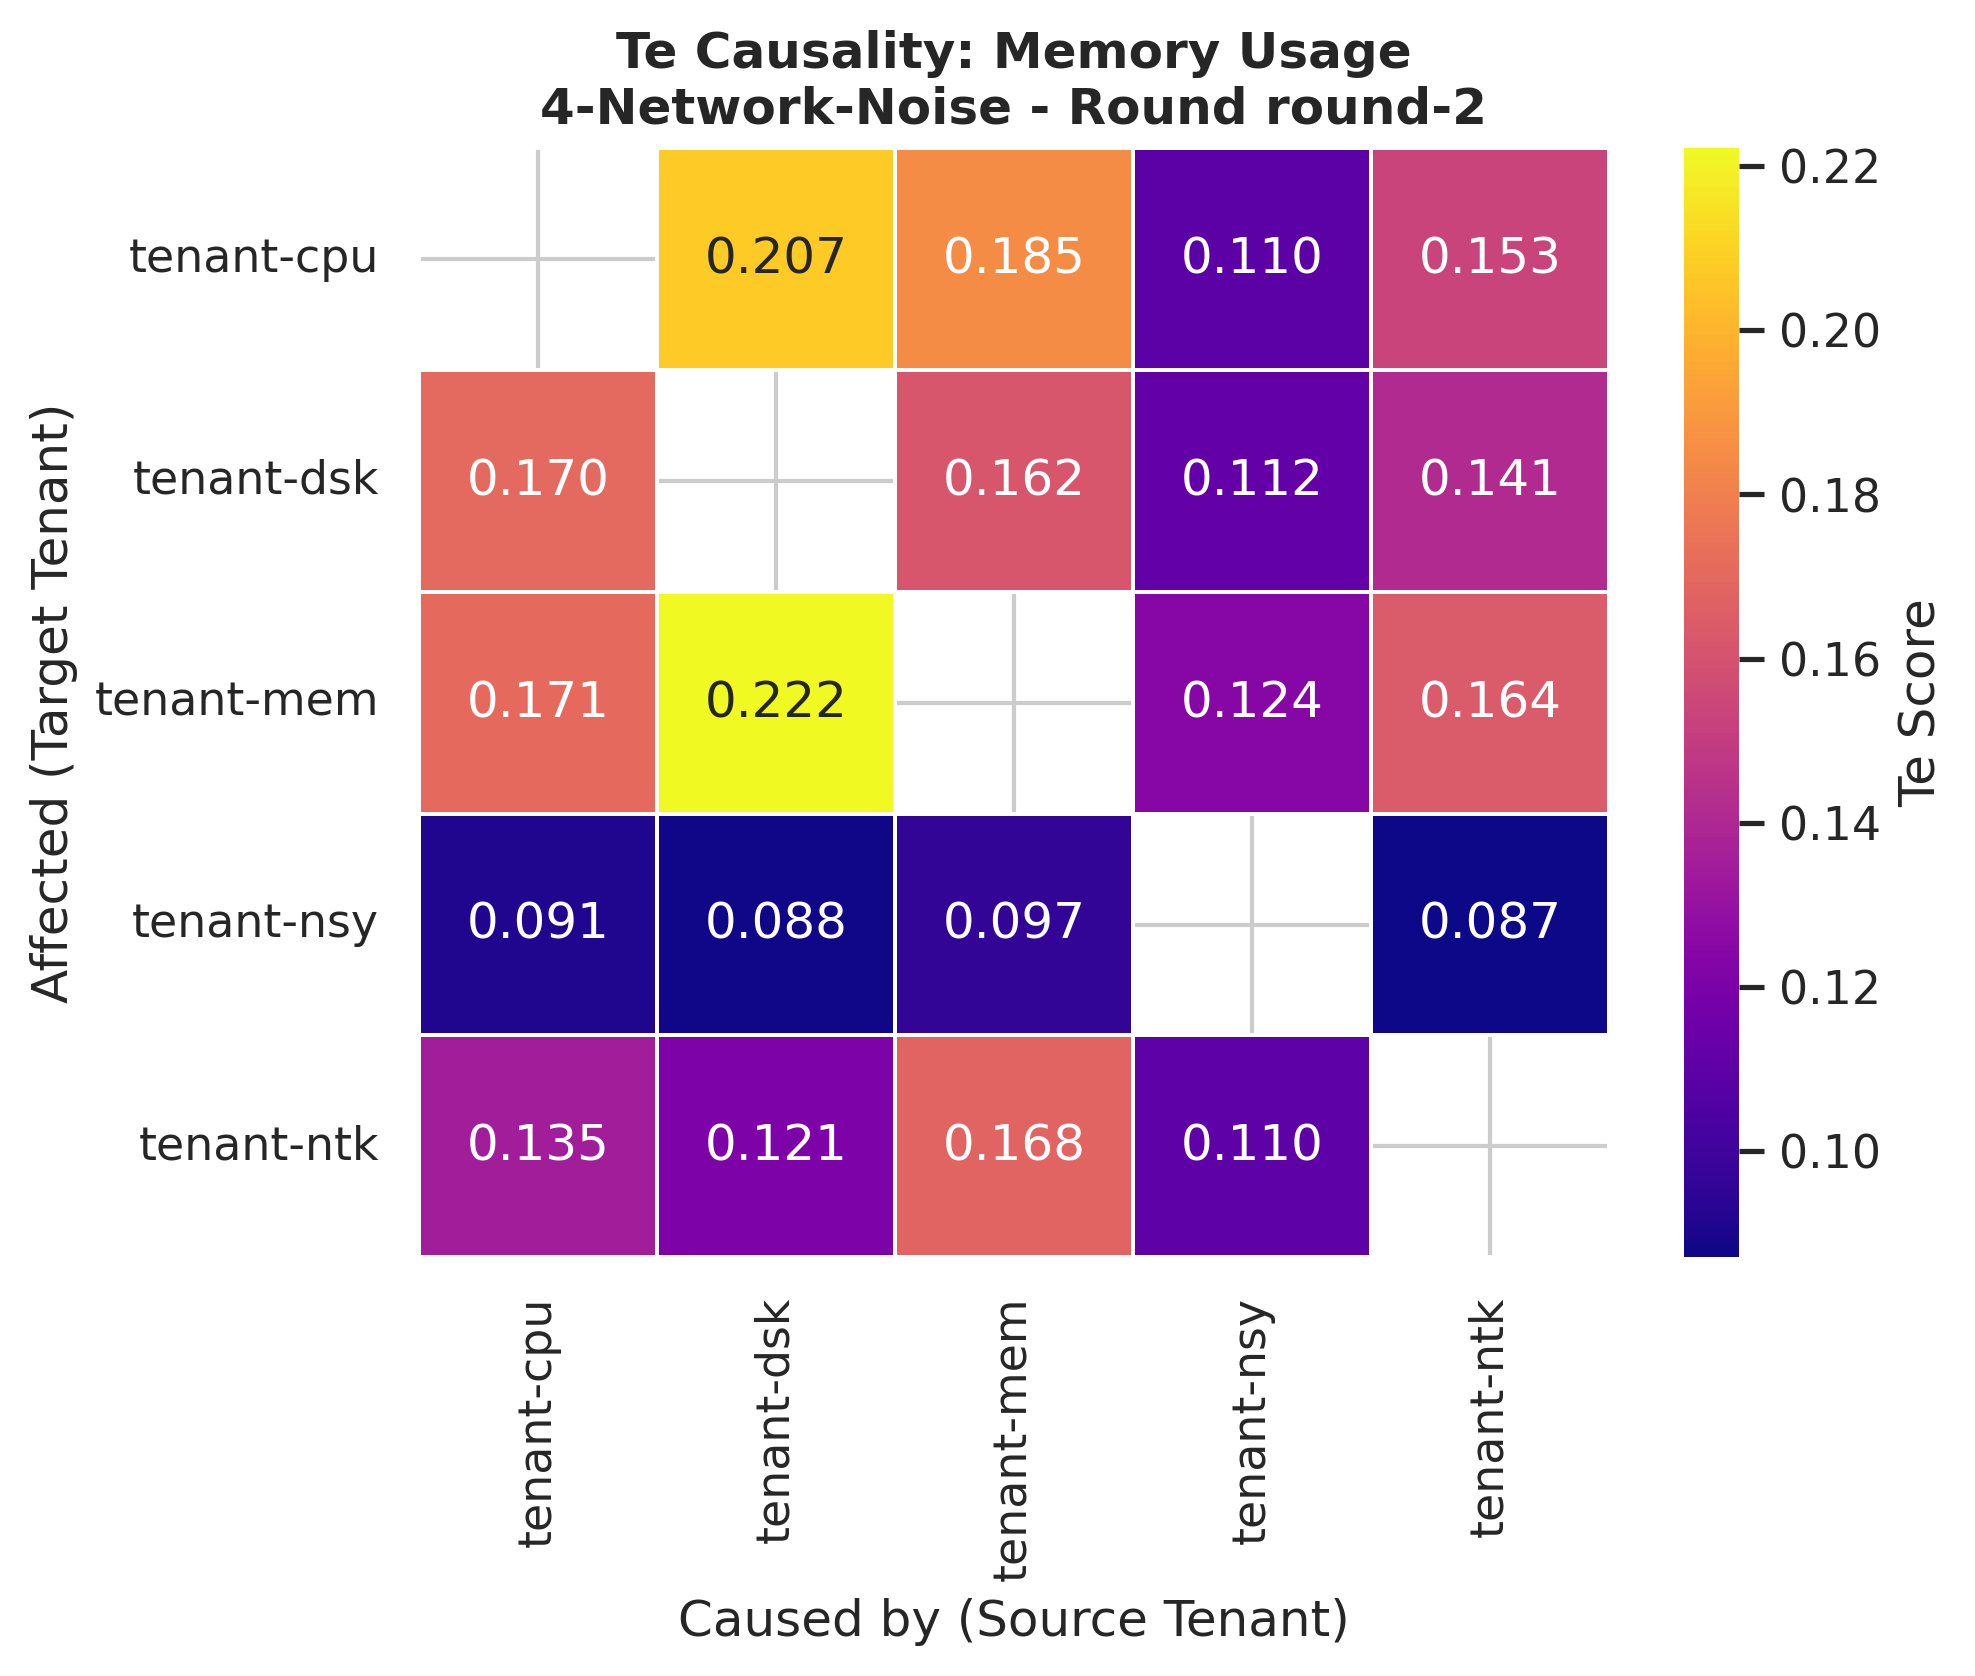 Te Causality: Memory Usage
4-Network-Noise - Round round-2
Affected (Target Tenant)
tenant-cpu 0.207 0.185 0.110 0.153
tenant-dsk 0.170 0.162 0.112 0.141
tenant-mem 0.171 0.222 0.124 0.164
tenant-nsy 0.091 0.088 0.097 0.087
tenant-ntk 0.135 0.121 0.168 0.110
tenant-cpu tenant-dsk tenant-mem tenant-nsy tenant-ntk
Caused by (Source Tenant)
0.22
0.20
0.18
0.16
0.14
0.12
0.10
Te Score